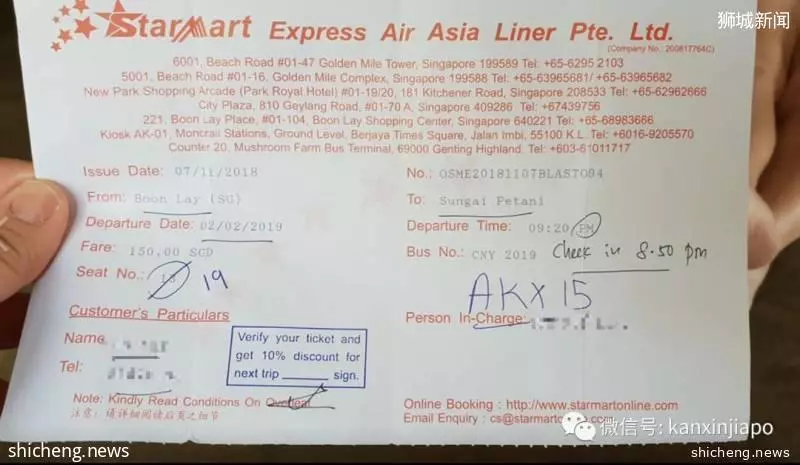 狮城新闻
Starmart Express Air Asia Liner Pte. Ltd.
(Company No.: 200817764C)
6001, Beach Road #01-47 Golden Mile Tower, Singapore 199589 Tel: +65-6295 2103
5001, Beach Road #01-16, Golden Mile Complex, Singapore 199588 Tel: +65-63965681/ +65-63965682
New Park Shopping Arcade (Park Royal Hotel) #01-19/20, 181 Kitchener Road, Singapore 208533 Tel: +65-62962666
City Plaza, 810 Geylang Road, #01-70 A, Singapore 409286 Tel: +67439756
221, Boon Lay Place, #01-104, Boon Lay Shopping Center, Singapore 640221 Tel: +65-68983666
Kiosk AK-01, Monorail Stations, Ground Level, Berjaya Times Square, Jalan Imbi, 55100 K.L. Tel: +6016-9205570
Counter 20, Mushroom Farm Bus Terminal, 69000 Genting Highland. Tel: +603-61011717
Issue Date: 07/11/2018
No.: OSME20181107BLAST094
From: Boon Lay (SG)
To: Sungai Petani
Departure Date: 02/02/2019
Departure Time: 09:20 PM
Fare: 150.00 SGD
Bus No.: CNY 2019 Check in 8.50 pm
Seat No.: 19
AKX 15
Customer's Particulars
Person In-Charge:
Name
Tel:
Verify your ticket and
get 10% discount for
next trip ______ sign.
Note: Kindly Read Conditions On Overleaf
注意: 请详细阅读后页之细节
Online Booking : http://www.starmartonline.com
Email Enquiry : cs@starmarto
微信号: kanxinjiapo
shicheng.news
shicheng.news